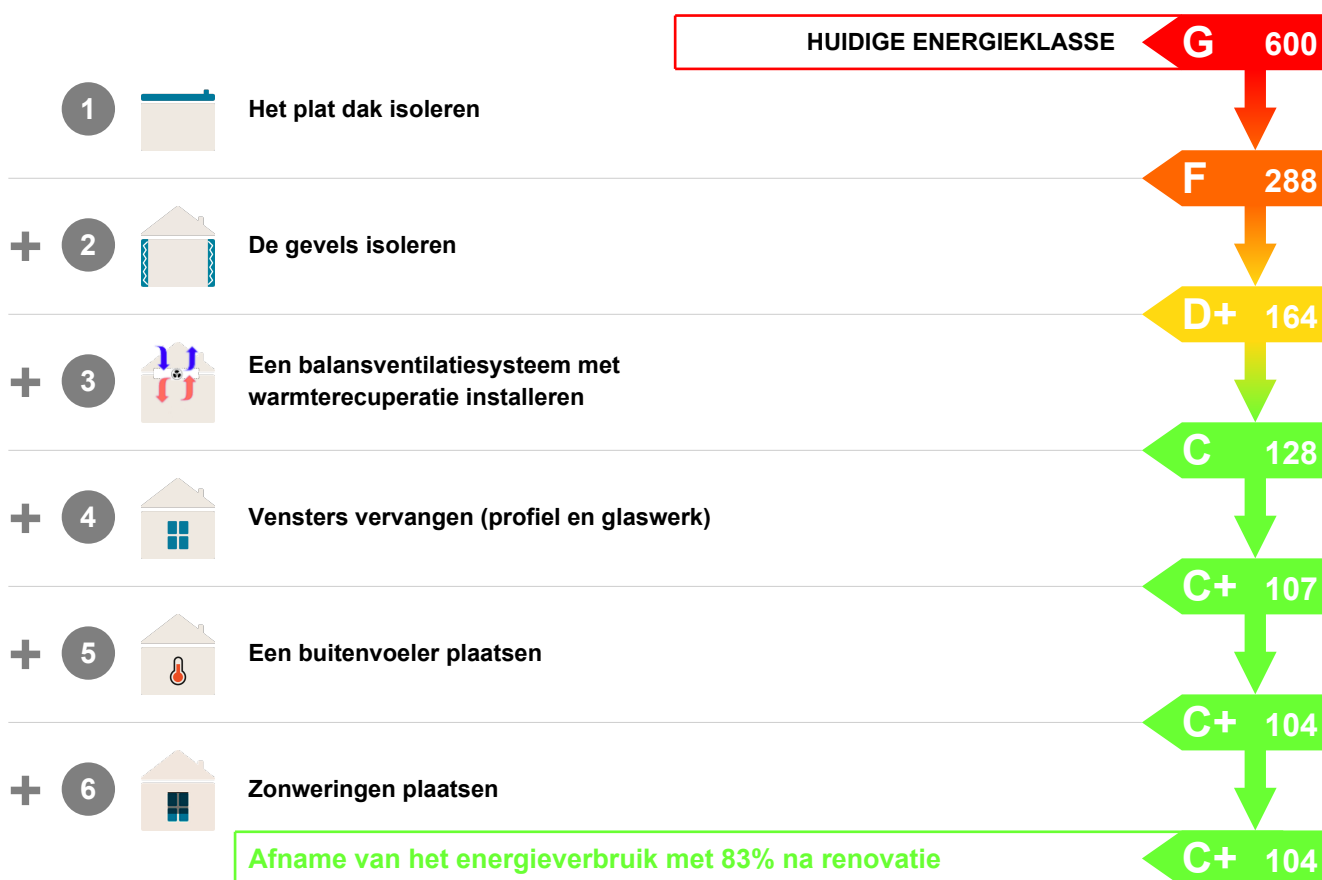 HUIDIGE ENERGIEKLASSE G 600
1 Het plat dak isoleren
F 288
+ 2 De gevels isoleren
D+ 164
+ 3 Een balansventilatiesysteem met
warmterecuperatie installeren
C 128
+ 4 Vensters vervangen (profiel en glaswerk)
C+ 107
+ 5 Een buitenvoeler plaatsen
C+ 104
+ 6 Zonweringen plaatsen
Afname van het energieverbruik met 83% na renovatie C+ 104